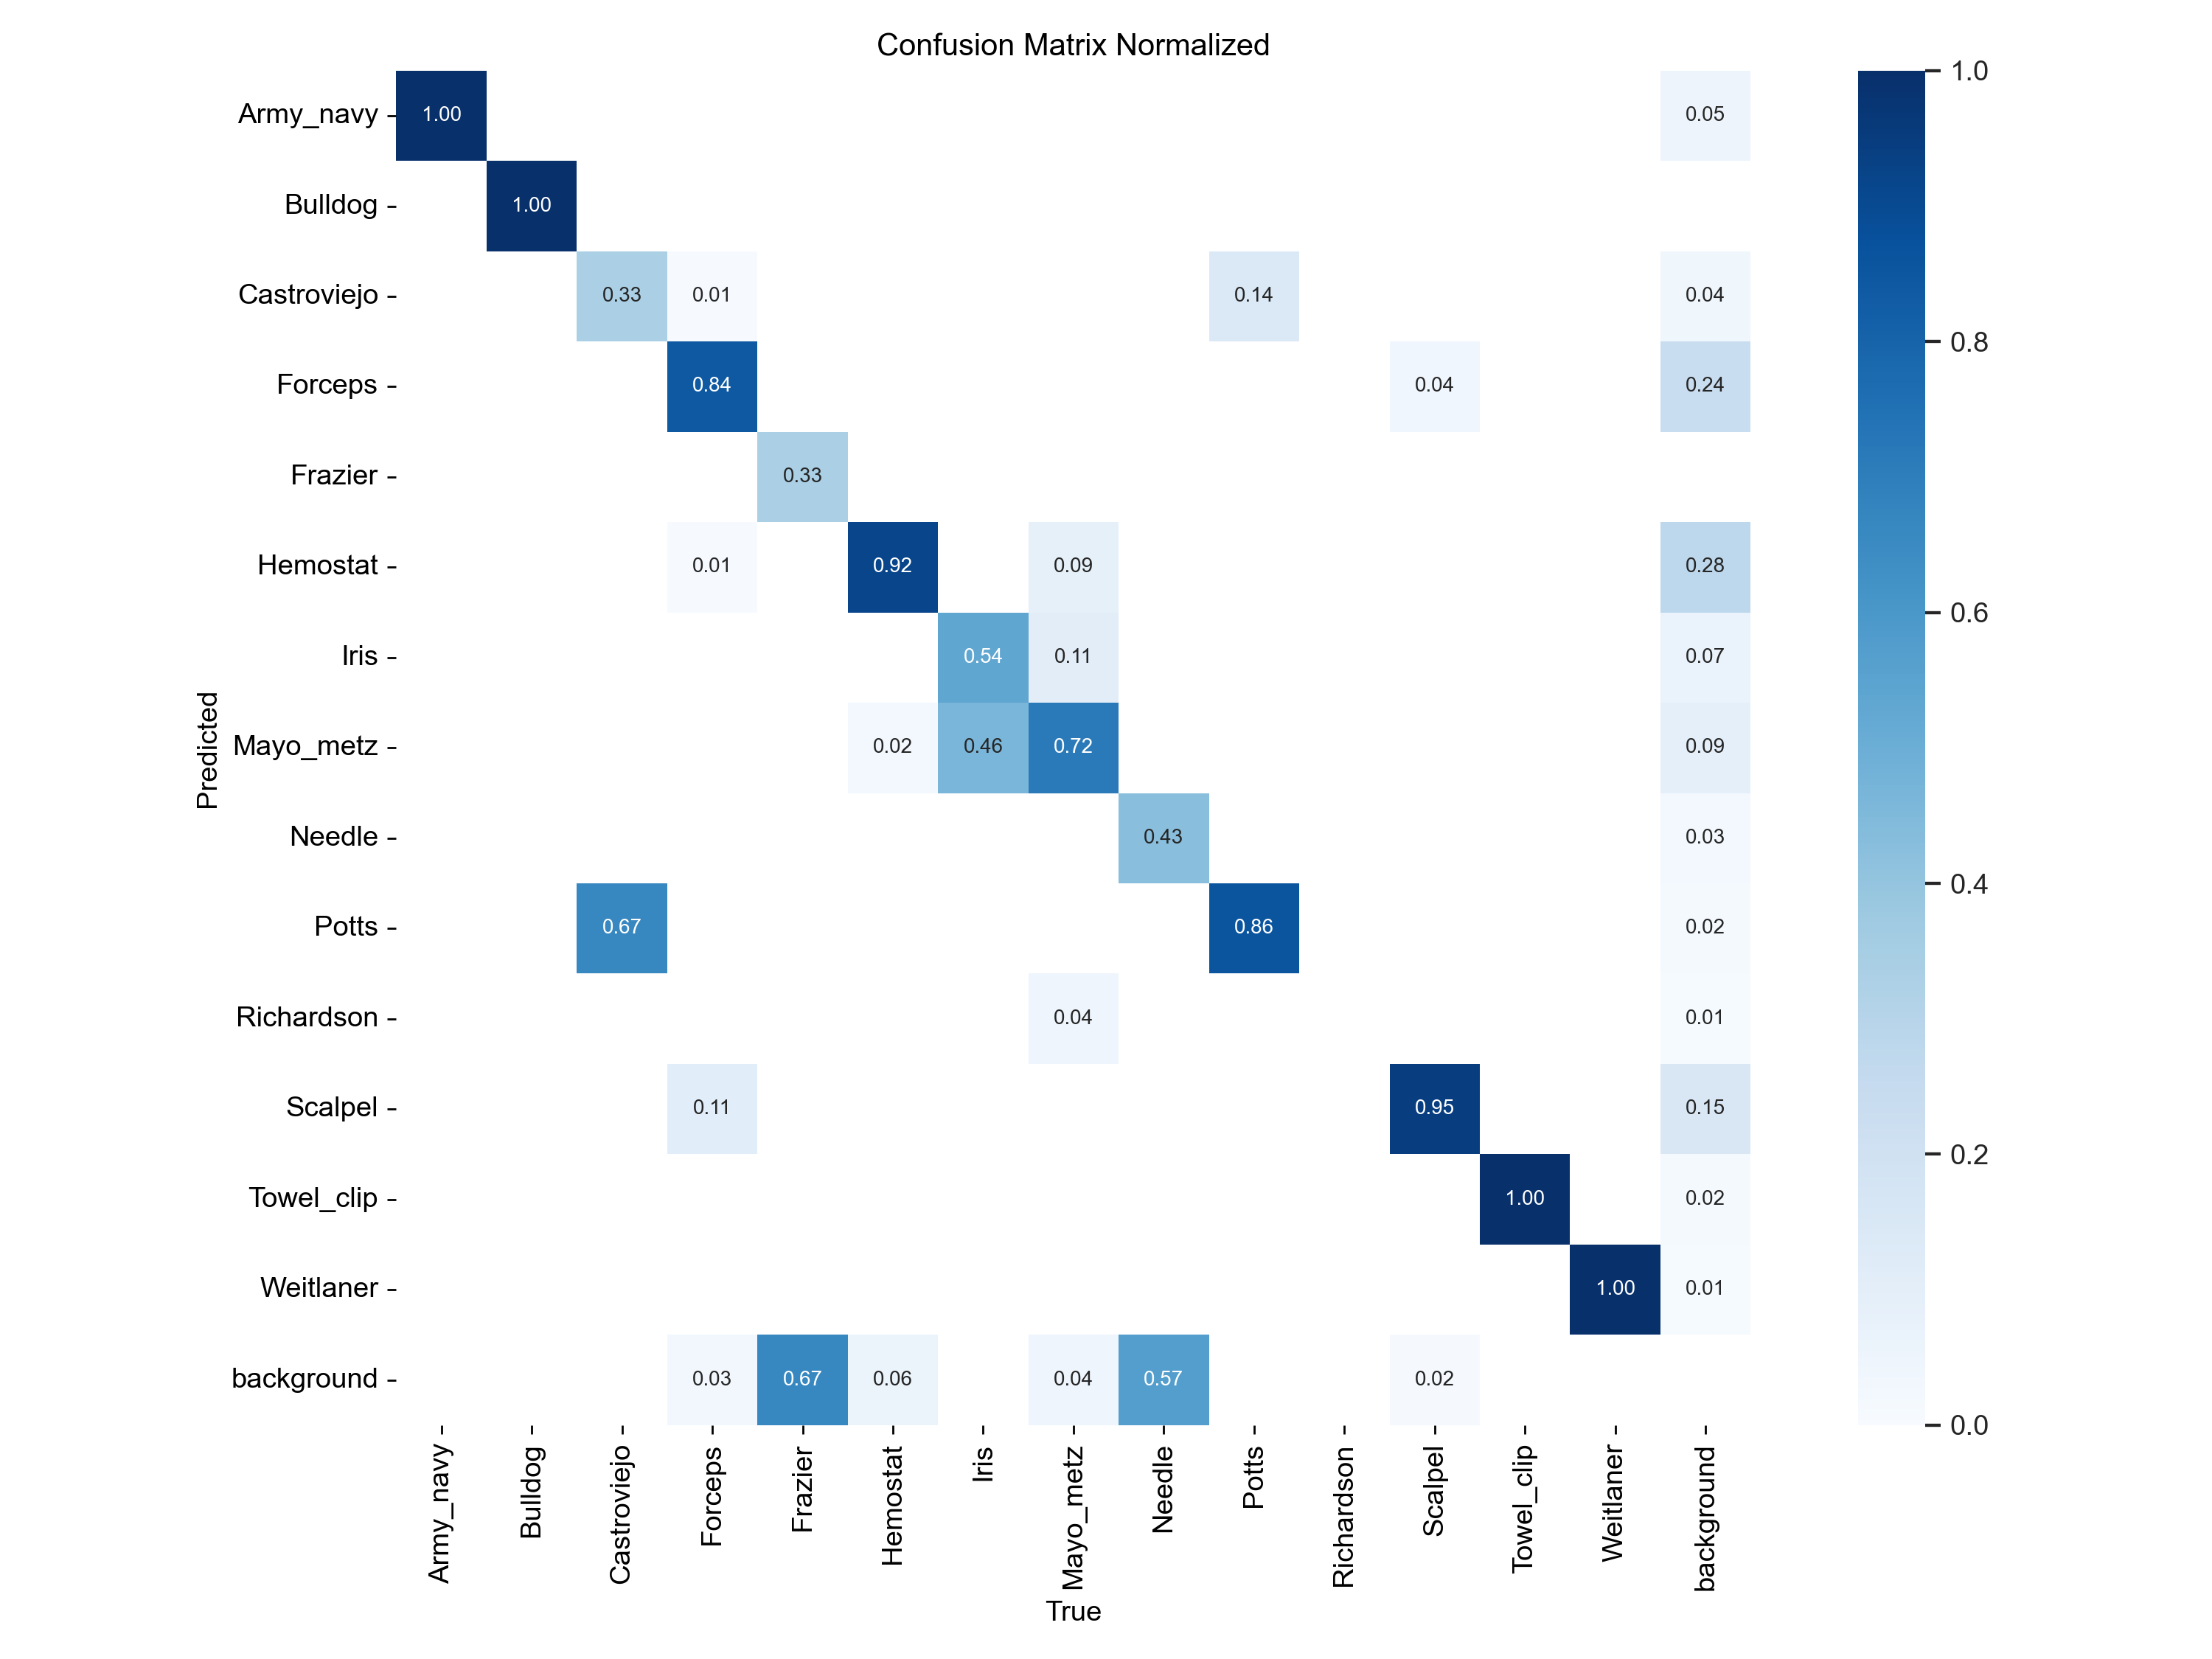 Confusion Matrix Normalized
Army_navy 1.00 0.05
Bulldog 1.00
Castroviejo 0.33 0.01 0.14 0.04
Forceps 0.84 0.04 0.24
Frazier 0.33
Hemostat 0.01 0.92 0.09 0.28
Iris 0.54 0.11 0.07
Mayo_metz 0.02 0.46 0.72 0.09
Needle 0.43 0.03
Potts 0.67 0.86 0.02
Richardson 0.04 0.01
Scalpel 0.11 0.95 0.15
Towel_clip 1.00 0.02
Weitlaner 1.00 0.01
background 0.03 0.67 0.06 0.04 0.57 0.02
Predicted
Army_navy
Bulldog
Castroviejo
Forceps
Frazier
Hemostat
Iris
Mayo_metz
Needle
Potts
Richardson
Scalpel
Towel_clip
Weitlaner
background
True
1.0
0.8
0.6
0.4
0.2
0.0